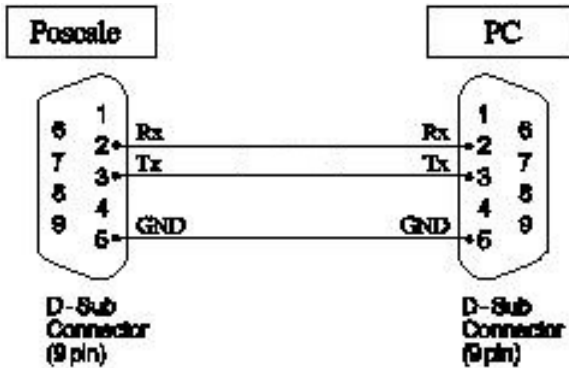 Poscale
PC
1
6
2
7
3
8
4
9
5
Rx
Rx
Tx
Tx
GND
GND
1
6
2
7
3
8
4
9
5
D-Sub
Connector
(9 pin)
D-Sub
Connector
(9 pin)